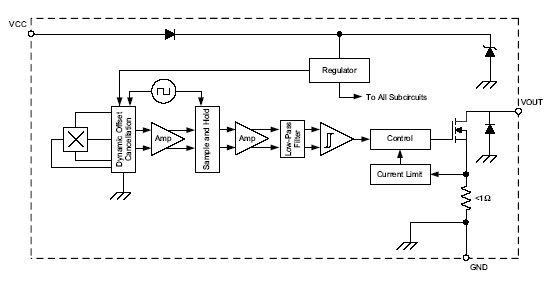 VCC
Regulator
To All Subcircuits
VOUT
Dynamic Offset
Cancellation
Amp
Sample and Hold
Amp
Low-Pass
Filter
Control
Current Limit
<1Ω
GND